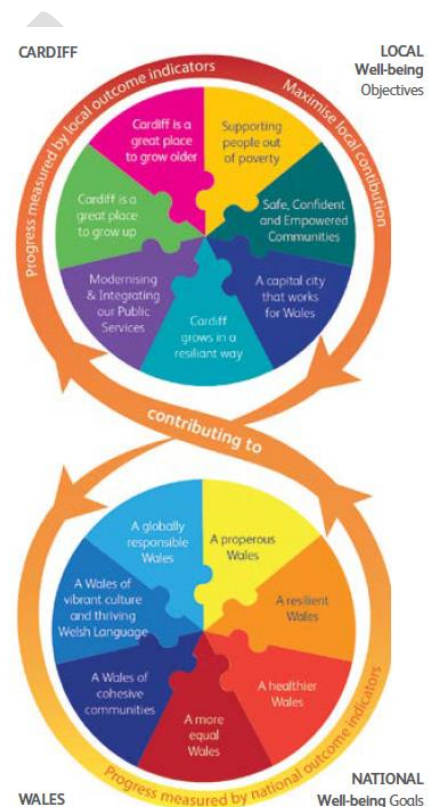 CARDIFF
LOCAL
Well-being
Objectives
Progress measured by local outcome indicators
Maximise local contibution
Cardiff is a
great place
to grow older
Supporting
people out
of poverty
Cardiff is a
great place
to grow up
Safe, Confident
and Empowered
Communities
Modernising
& Integrating
our Public
Services
A capital city
that works
for Wales
Cardiff
grows in a
resiliant way
contributing to
A globally
responsible
Wales
A properous
Wales
A Wales of
vibrant culture
and thriving
Welsh Language
A resilient
Wales
A Wales of
cohesive
communities
A healthier
Wales
A more
equal
Wales
Progress measured by national outcome indicators
WALES
NATIONAL
Well-being Goals